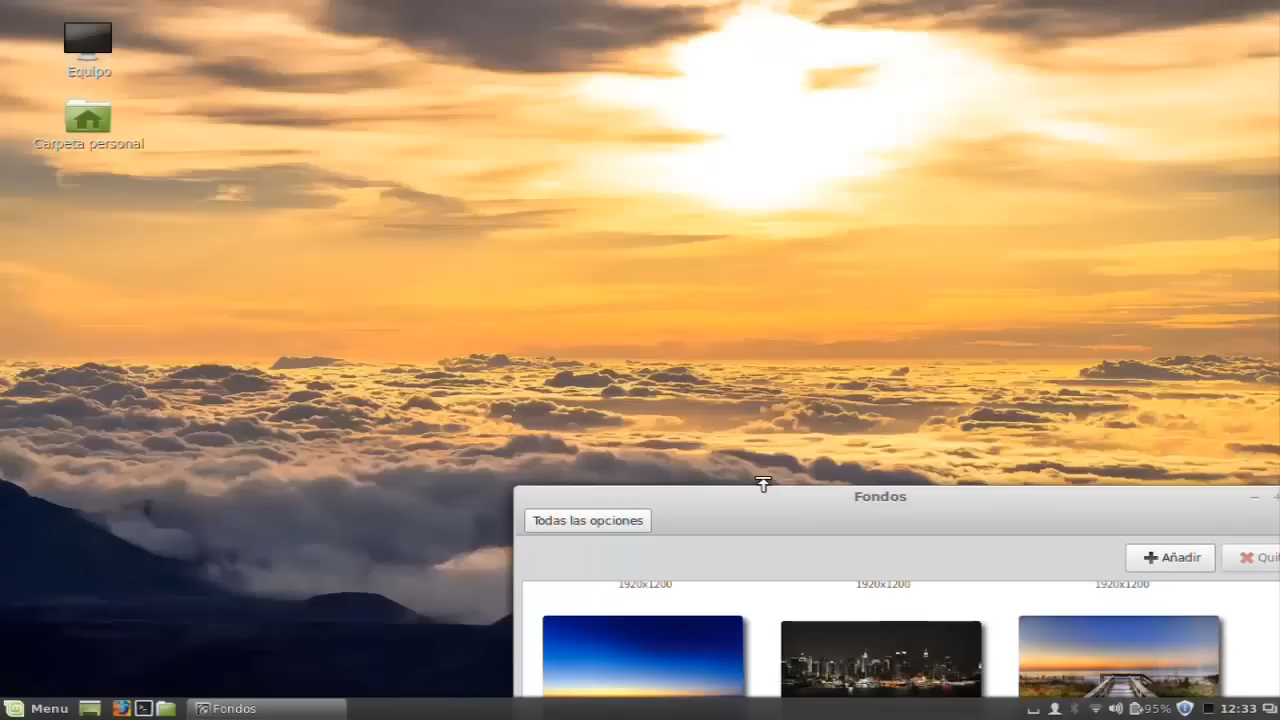 Equipo
Carpeta personal
Fondos
Todas las opciones
Añadir
1920x1200 1920x1200 1920x1200
Menu
Fondos
95%
12:33